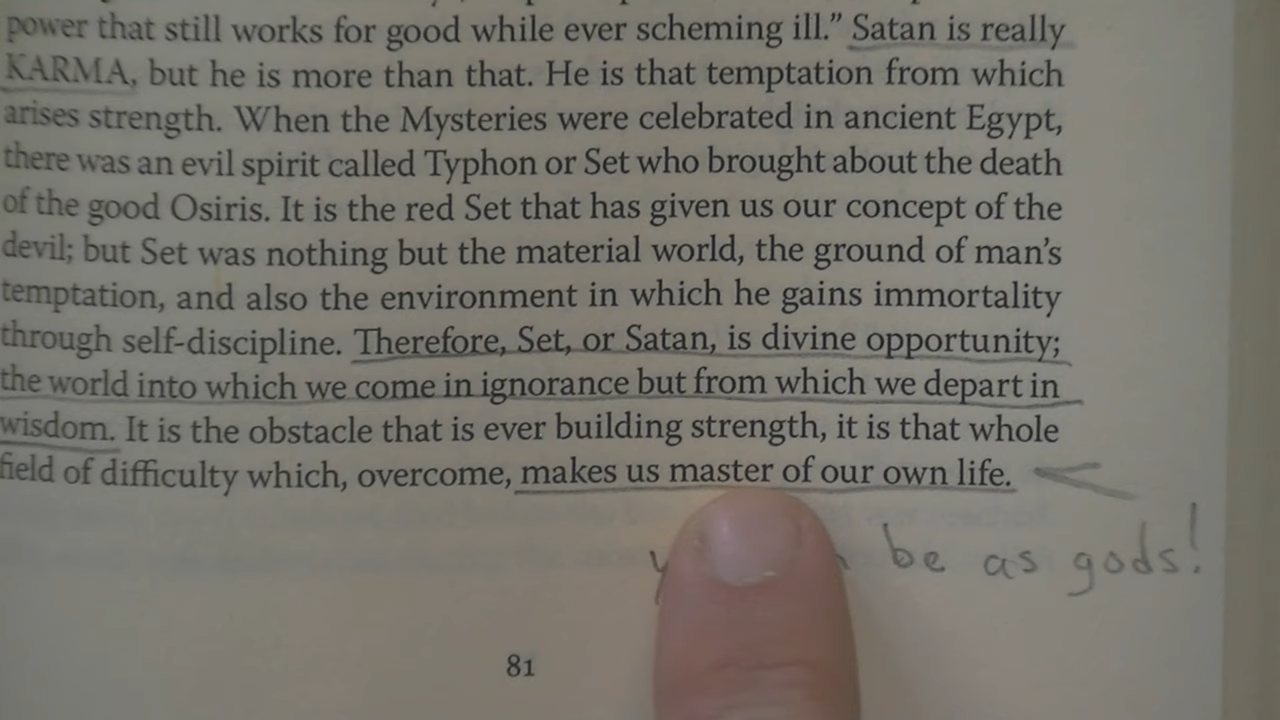 power that still works for good while ever scheming ill.” Satan is really
KARMA, but he is more than that. He is that temptation from which
arises strength. When the Mysteries were celebrated in ancient Egypt,
there was an evil spirit called Typhon or Set who brought about the death
of the good Osiris. It is the red Set that has given us our concept of the
devil; but Set was nothing but the material world, the ground of man’s
temptation, and also the environment in which he gains immortality
through self-discipline. Therefore, Set, or Satan, is divine opportunity;
the world into which we come in ignorance but from which we depart in
wisdom. It is the obstacle that is ever building strength, it is that whole
field of difficulty which, overcome, makes us master of our own life.
be as gods!
81